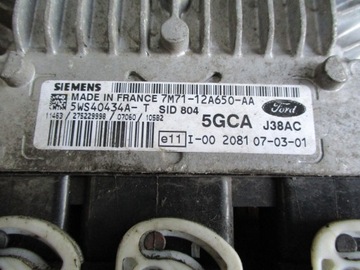 SIEMENS
MADE IN FRANCE 7M71-12A650-AA
5WS40434A- T SID 804
Ford
11463 / 275229996 / 07060 / 10582
5GCA J38AC
e11 I-00 2081 07-03-01